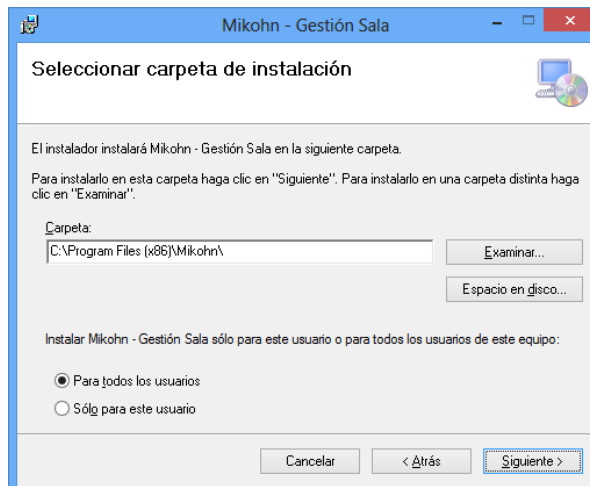 Mikohn - Gestión Sala
Seleccionar carpeta de instalación
El instalador instalará Mikohn - Gestión Sala en la siguiente carpeta.
Para instalarlo en esta carpeta haga clic en "Siguiente". Para instalarlo en una carpeta distinta haga
clic en "Examinar".
Carpeta:
C:\Program Files (x86)\Mikohn\
Examinar...
Espacio en disco...
Instalar Mikohn - Gestión Sala sólo para este usuario o para todos los usuarios de este equipo:
Para todos los usuarios
Sólo para este usuario
Cancelar
< Atrás
Siguiente >